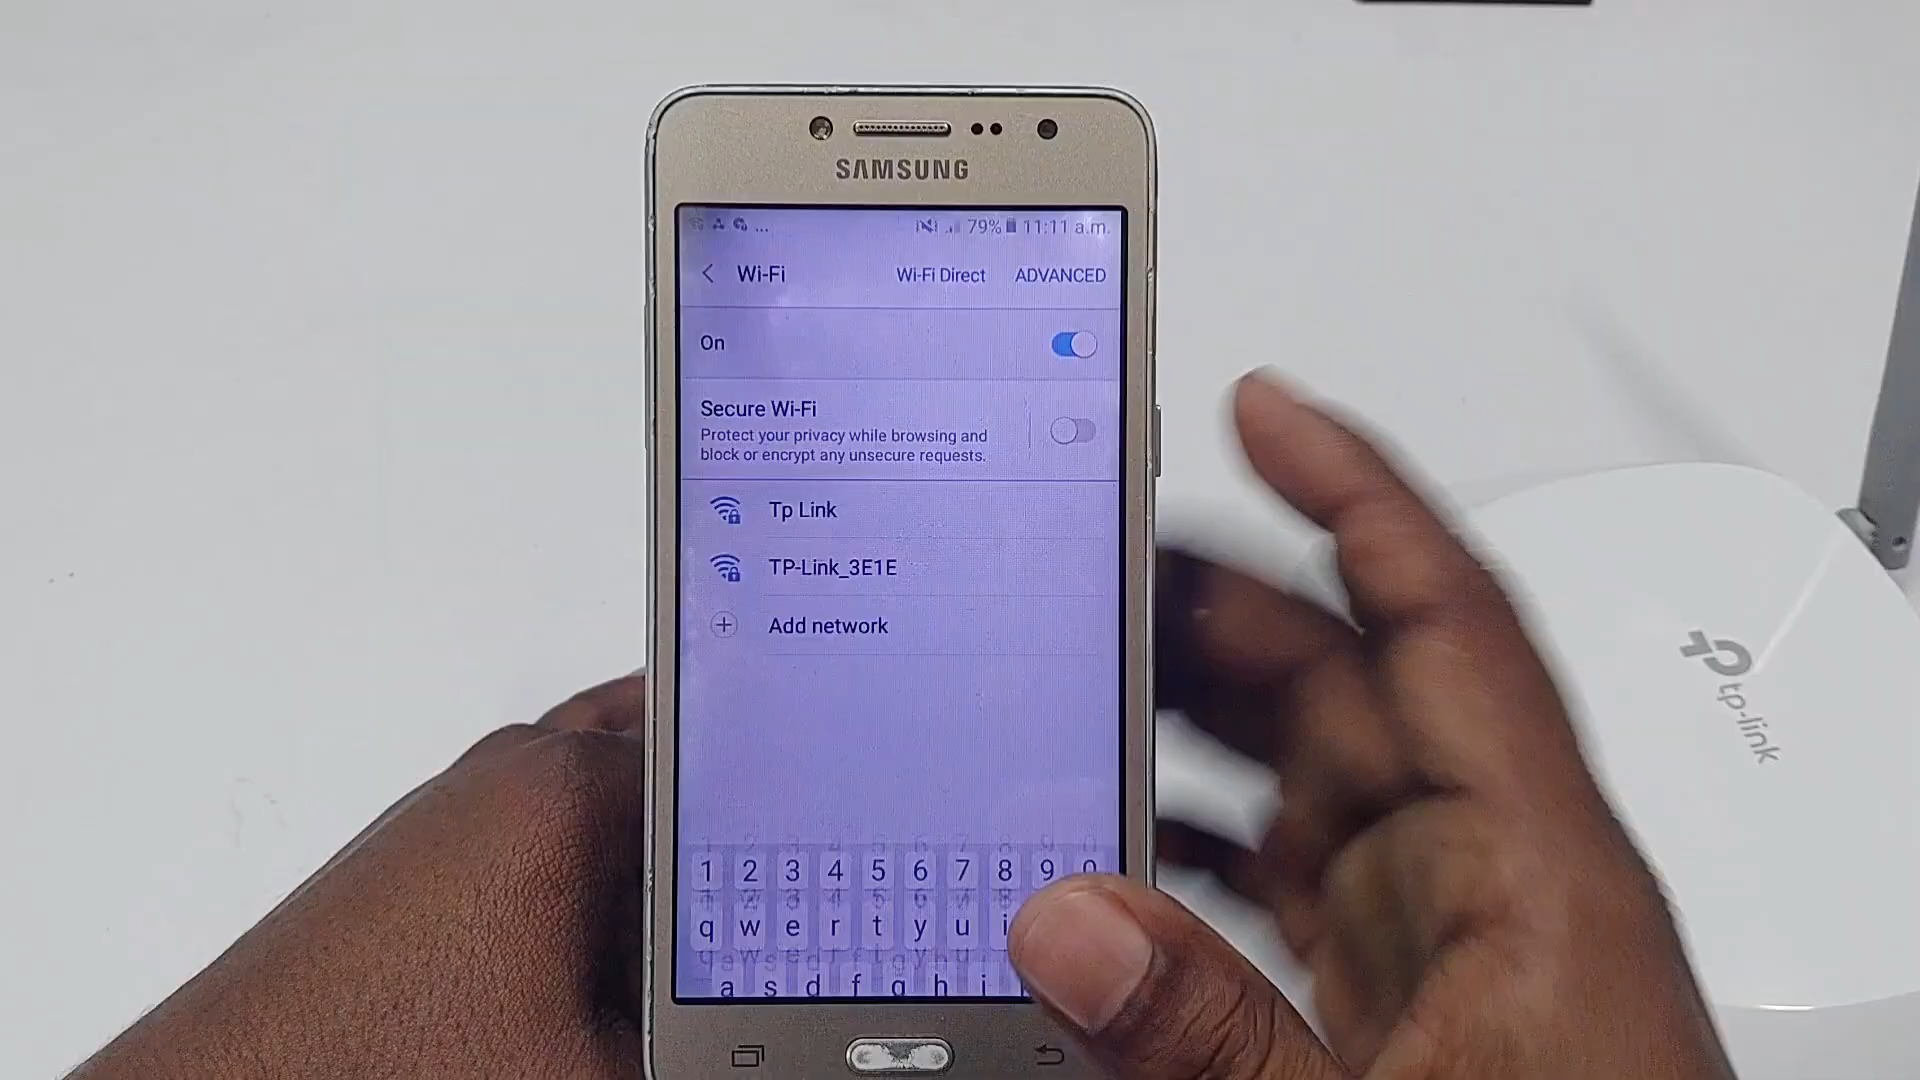 SAMSUNG
... 79% 11:11 a.m.
Wi-Fi Wi-Fi Direct ADVANCED
On
Secure Wi-Fi
Protect your privacy while browsing and
block or encrypt any unsecure requests.
Tp Link
TP-Link_3E1E
Add network
1 2 3 4 5 6 7 8 9 0
q w e r t y u i
a s d f g h j
tp-link